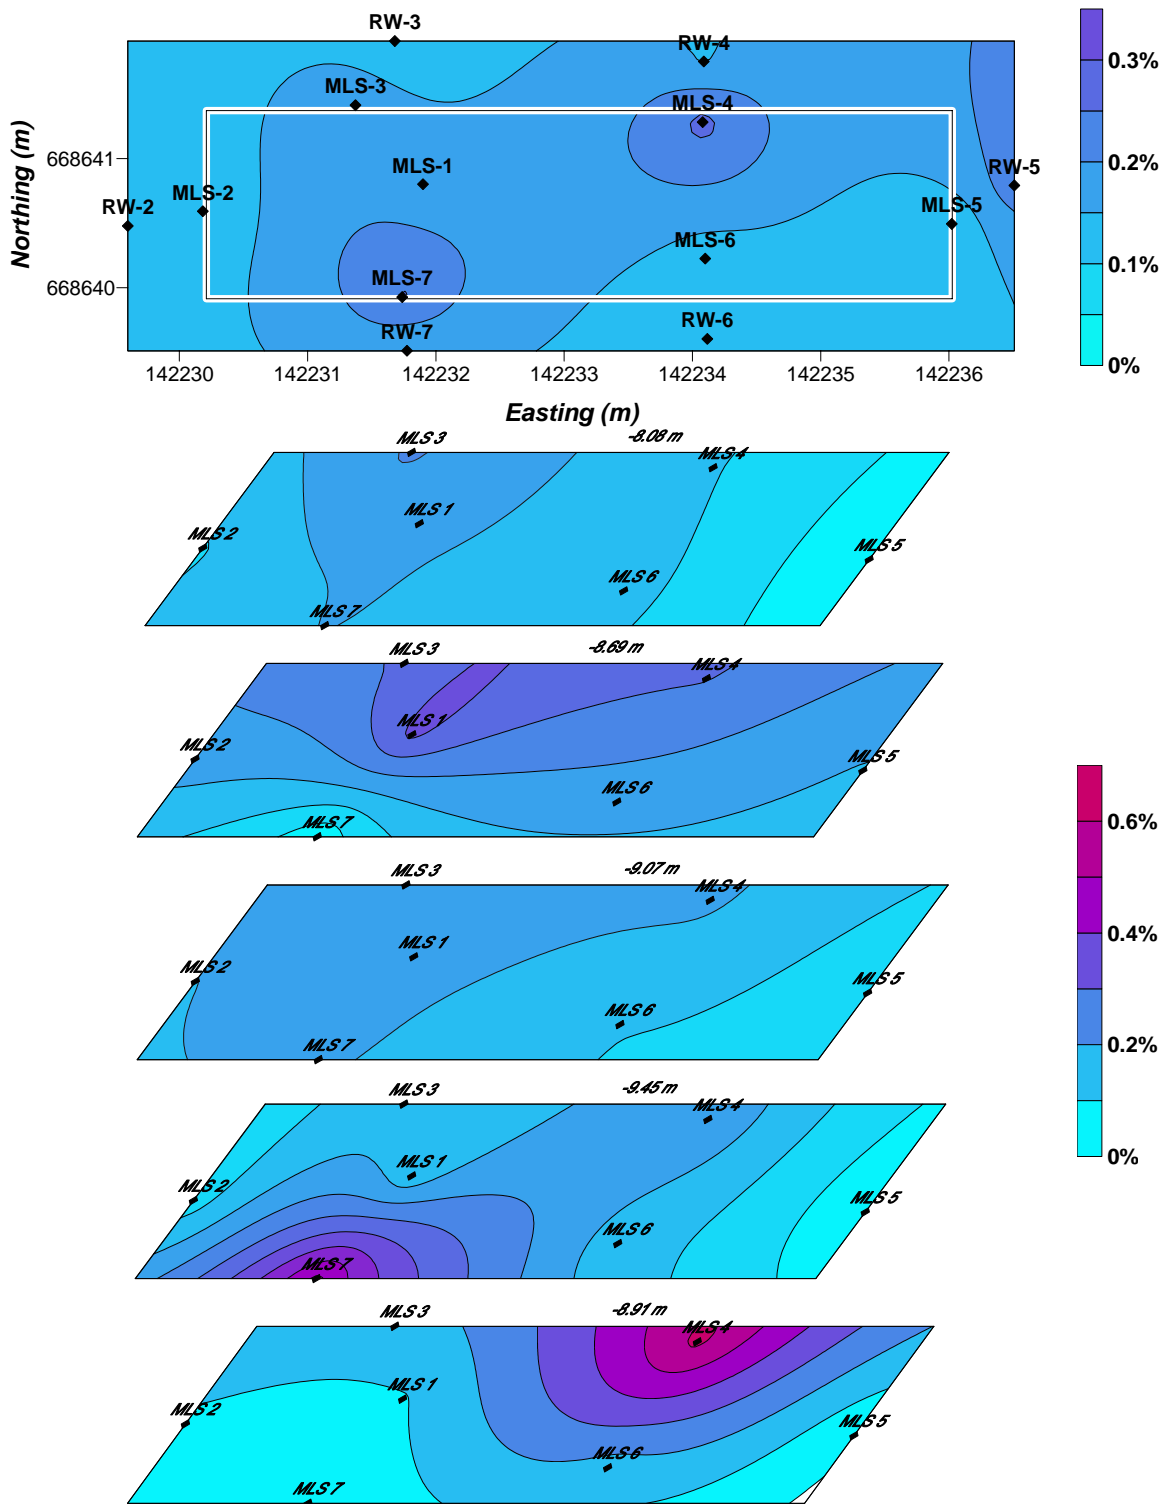 RW-3
RW-4
0.3%
MLS-3
MLS-4
Northing (m)
668641
MLS-1
0.2%
RW-5
MLS-2
RW-2
MLS-5
MLS-6
0.1%
MLS-7
668640
RW-7
RW-6
0%
142230 142231 142232 142233 142234 142235 142236
Easting (m)
-8.08 m
MLS 3
MLS 4
MLS 1
MLS 2
MLS 5
MLS 6
MLS 7
-8.69 m
MLS 3
MLS 4
MLS 1
MLS 2
MLS 5
MLS 6
MLS 7
0.6%
0.4%
0.2%
0%
-9.07 m
MLS 3
MLS 4
MLS 1
MLS 2
MLS 5
MLS 6
MLS 7
-9.45 m
MLS 3
MLS 4
MLS 1
MLS 2
MLS 5
MLS 6
MLS 7
-8.91 m
MLS 3
MLS 4
MLS 1
MLS 2
MLS 5
MLS 6
MLS 7